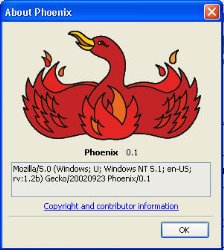 About Phoenix
Phoenix 0.1
Mozilla/5.0 (Windows; U; Windows NT 5.1; en-US;
rv:1.2b) Gecko/20020923 Phoenix/0.1
Copyright and contributor information
OK